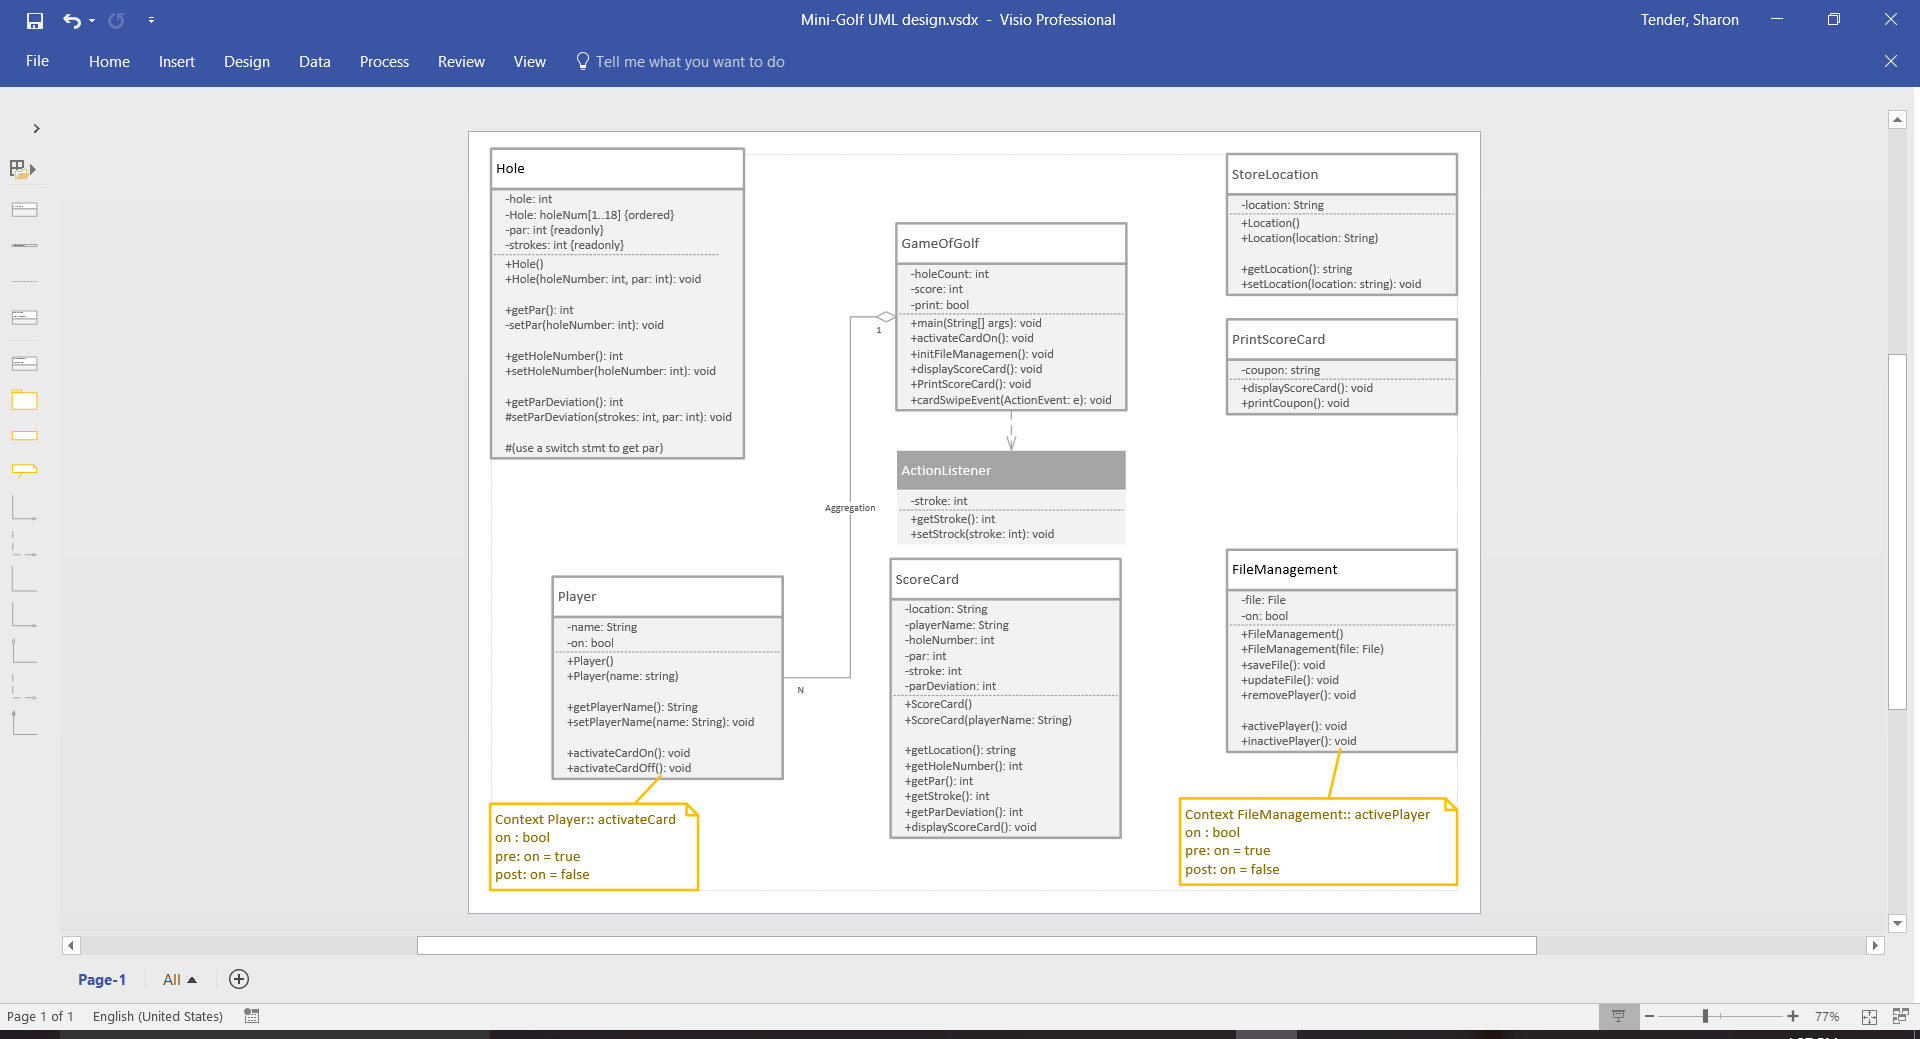 Mini-Golf UML design.vsdx - Visio Professional
Tender, Sharon
File
Home
Insert
Design
Data
Process
Review
View
Tell me what you want to do
Hole
-hole: int
-Hole: holeNum[1..18] {ordered}
-par: int {readonly}
-strokes: int {readonly}
+Hole()
+Hole(holeNumber: int, par: int): void
+getPar(): int
-setPar(holeNumber: int): void
+getHoleNumber(): int
+setHoleNumber(holeNumber: int): void
+getParDeviation(): int
#setParDeviation(strokes: int, par: int): void
#(use a switch stmt to get par)
GameOfGolf
-holeCount: int
-score: int
-print: bool
+main(String[] args): void
+activateCardOn(): void
+initFileManagemen(): void
+displayScoreCard(): void
+PrintScoreCard(): void
+cardSwipeEvent(ActionEvent: e): void
1
Aggregation
N
ActionListener
-stroke: int
+getStroke(): int
+setStrock(stroke: int): void
StoreLocation
-location: String
+Location()
+Location(location: String)
+getLocation(): string
+setLocation(location: string): void
PrintScoreCard
-coupon: string
+displayScoreCard(): void
+printCoupon(): void
Player
-name: String
-on: bool
+Player()
+Player(name: string)
+getPlayerName(): String
+setPlayerName(name: String): void
+activateCardOn(): void
+activateCardOff(): void
Context Player:: activateCard
on : bool
pre: on = true
post: on = false
ScoreCard
-location: String
-playerName: String
-holeNumber: int
-par: int
-stroke: int
-parDeviation: int
+ScoreCard()
+ScoreCard(playerName: String)
+getLocation(): string
+getHoleNumber(): int
+getPar(): int
+getStroke(): int
+getParDeviation(): int
+displayScoreCard(): void
FileManagement
-file: File
-on: bool
+FileManagement()
+FileManagement(file: File)
+saveFile(): void
+updateFile(): void
+removePlayer(): void
+activePlayer(): void
+inactivePlayer(): void
Context FileManagement:: activePlayer
on : bool
pre: on = true
post: on = false
Page-1
All
Page 1 of 1
English (United States)
77%